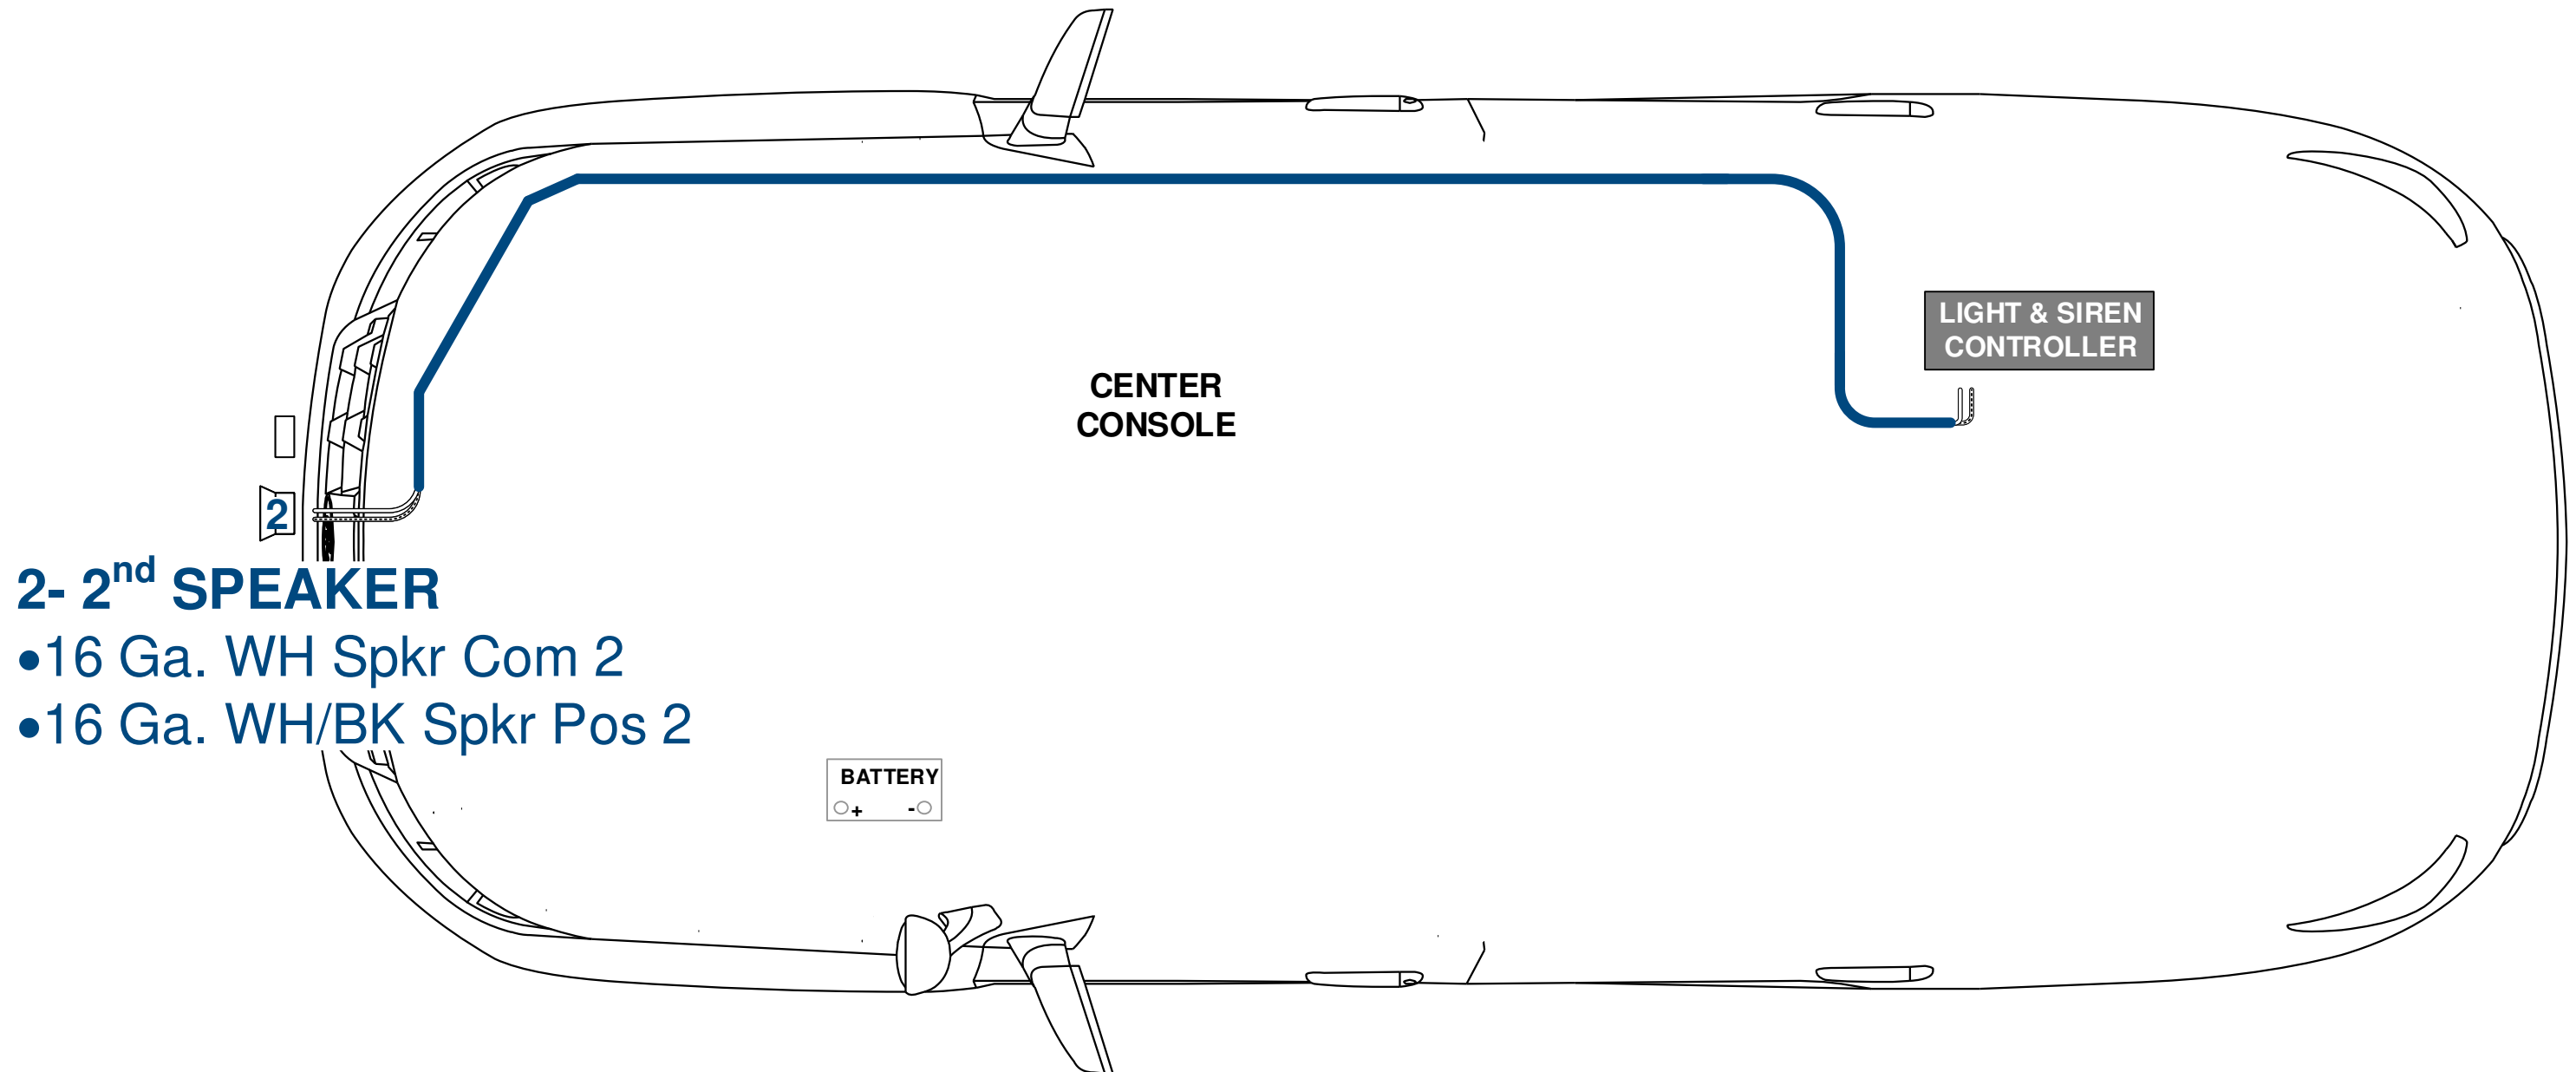 LIGHT & SIREN
CONTROLLER
CENTER
CONSOLE
2
2- 2nd SPEAKER
•16 Ga. WH Spkr Com 2
•16 Ga. WH/BK Spkr Pos 2
BATTERY
+ -